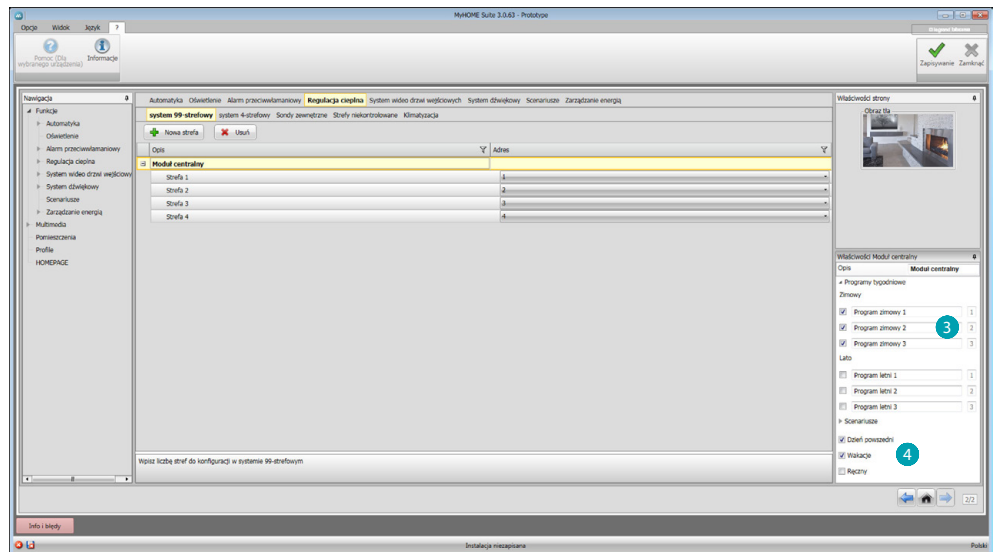 MyHOME Suite 3.0.63 - Prototype
Opcje Widok Język ?
Pomoc (Dla wybranego urządzenia)
Informacje
Zapisywanie Zamknąć
Nawigacja
Funkcje
Automatyka
Oświetlenie
Alarm przeciwwłamaniowy
Regulacja cieplna
System wideo drzwi wejściowy
System dźwiękowy
Scenariusze
Zarządzanie energią
Multimedia
Pomieszczenia
Profile
HOMEPAGE
Automatyka Oświetlenie Alarm przeciwwłamaniowy Regulacja cieplna System wideo drzwi wejściowych System dźwiękowy Scenariusze Zarządzanie energią
system 99-strefowy system 4-strefowy Sondy zewnętrzne Strefy niekontrolowane Klimatyzacja
Nowa strefa Usuń
Opis Adres
Moduł centralny
Strefa 1 1
Strefa 2 2
Strefa 3 3
Strefa 4 4
Wpisz liczbę stref do konfiguracji w systemie 99-strefowym
Właściwości strony
Obraz tła
Właściwości Moduł centralny
Opis Moduł centralny
Programy tygodniowe
Zimowy
Program zimowy 1 1
Program zimowy 2 2
3
Program zimowy 3 3
Lato
Program letni 1 1
Program letni 2 2
Program letni 3 3
Scenariusze
Dzień powszedni
Wakacje
4
Ręczny
2/2
Info i błędy
Instalacja niezapisana
Polski